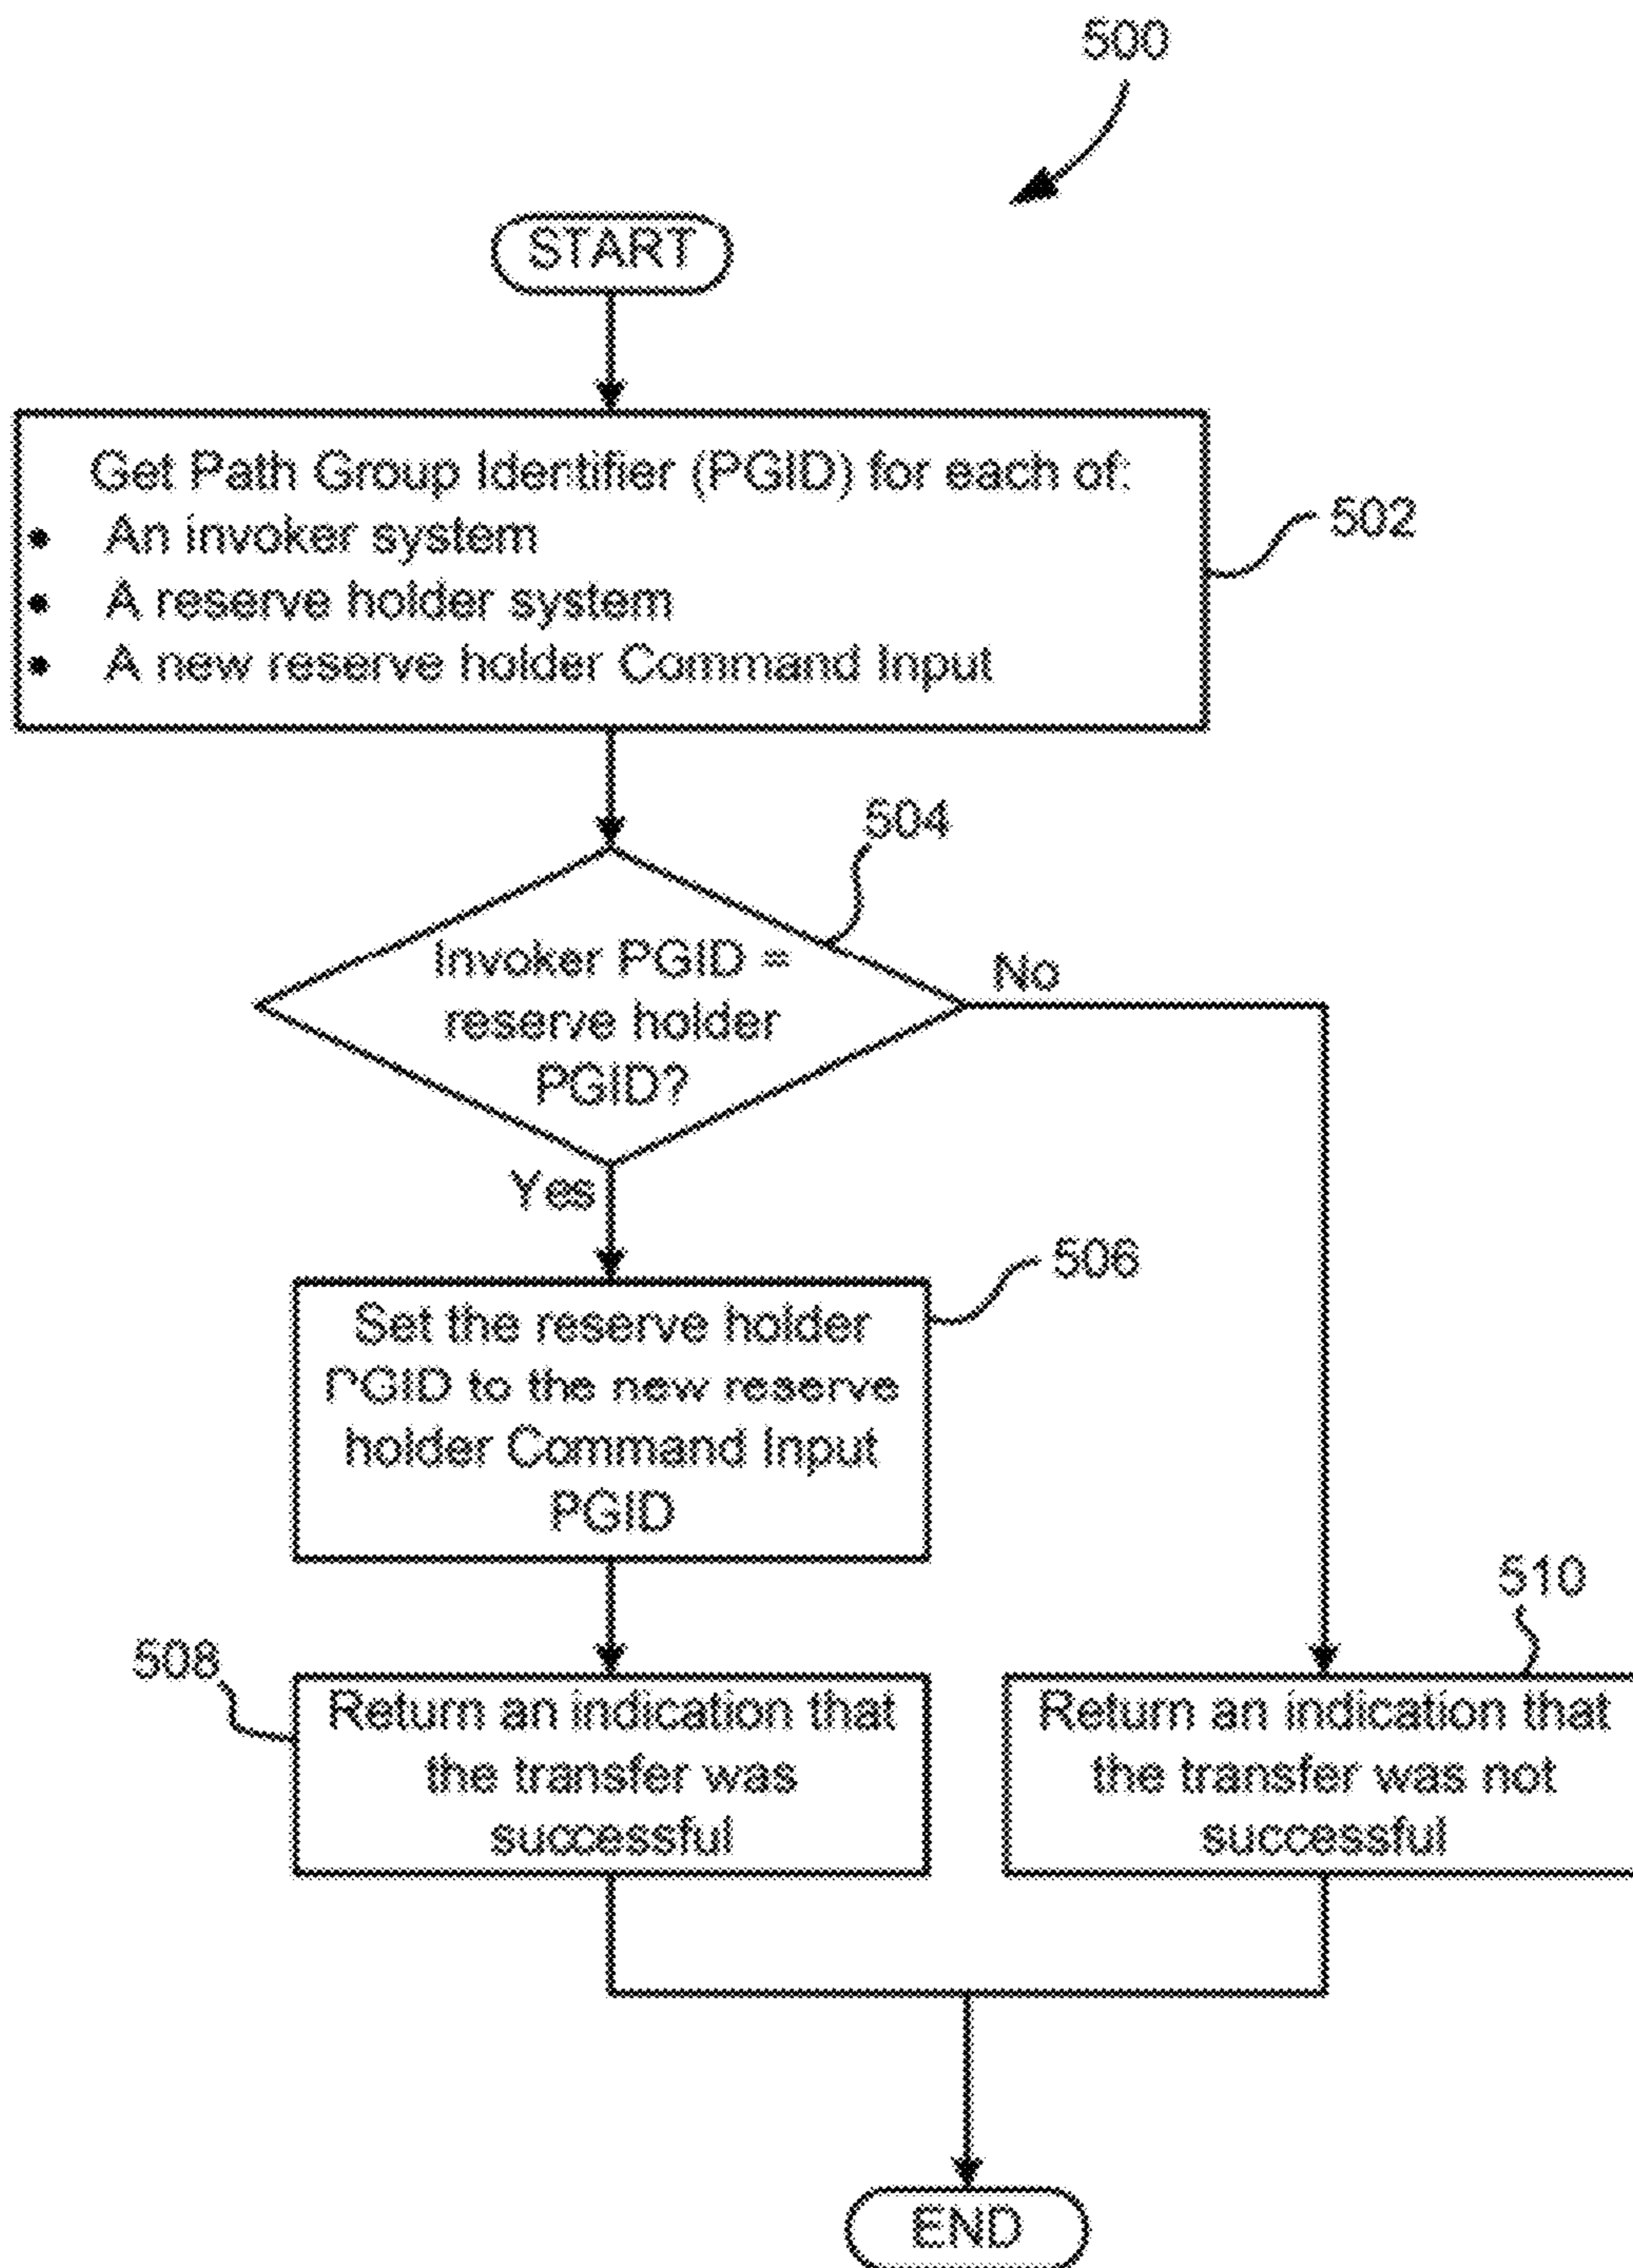 500
START
Get Path Group Identifier (PGID) for each of:
• An invoker system
• A reserve holder system
• A new reserve holder Command Input
502
504
Invoker PGID =
reserve holder
PGID?
No
Yes
506
Set the reserve holder
PGID to the new reserve
holder Command Input
PGID
508
Return an indication that
the transfer was
successful
510
Return an indication that
the transfer was not
successful
END